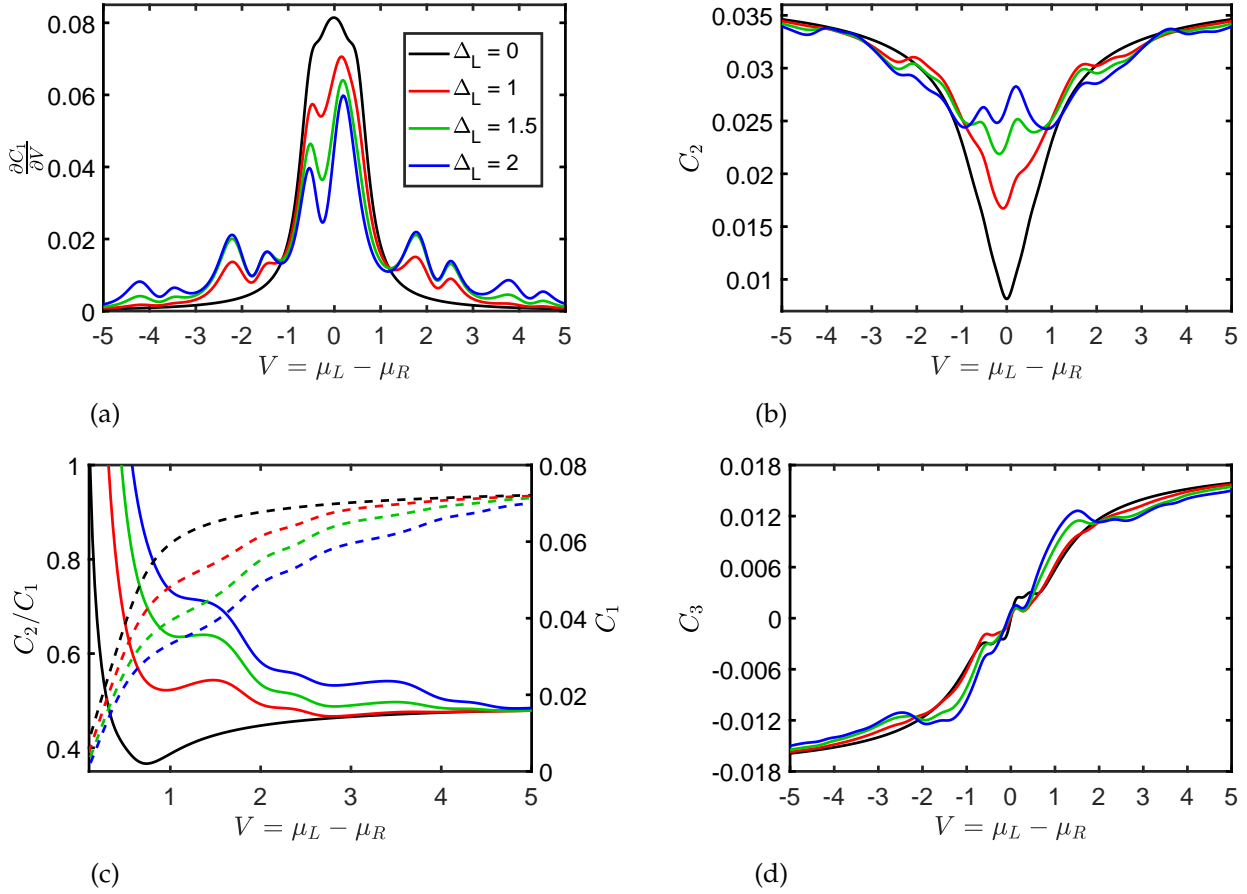 0.08
0.06
0.04
0.02
0
∂C₁/∂V
Δ_L = 0
Δ_L = 1
Δ_L = 1.5
Δ_L = 2
-5 -4 -3 -2 -1 0 1 2 3 4 5
V = μ_L − μ_R
(a)
0.035
0.03
0.025
0.02
0.015
0.01
C₂
-5 -4 -3 -2 -1 0 1 2 3 4 5
V = μ_L − μ_R
(b)
1
0.8
0.6
0.4
C₂/C₁
0.08
0.06
0.04
0.02
0
C₁
1 2 3 4 5
V = μ_L − μ_R
(c)
0.018
0.012
0.006
0
-0.006
-0.012
-0.018
C₃
-5 -4 -3 -2 -1 0 1 2 3 4 5
V = μ_L − μ_R
(d)